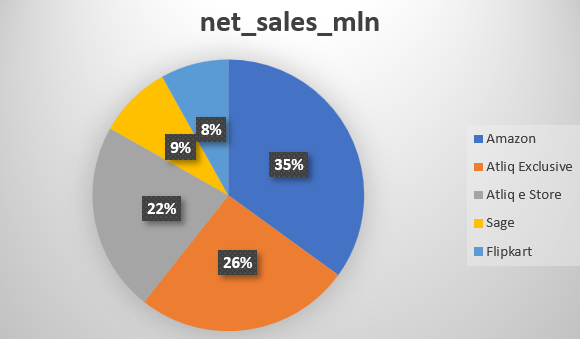 net_sales_mln
35%
26%
22%
9%
8%
Amazon
Atliq Exclusive
Atliq e Store
Sage
Flipkart